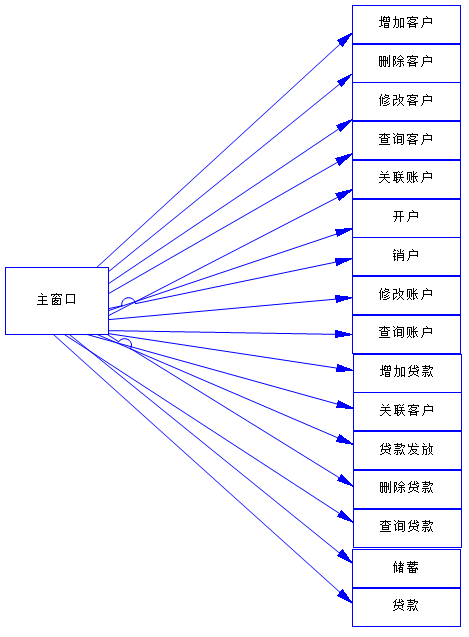 增加客户
删除客户
修改客户
查询客户
关联账户
开户
销户
主窗口
修改账户
查询账户
增加贷款
关联客户
贷款发放
删除贷款
查询贷款
储蓄
贷款